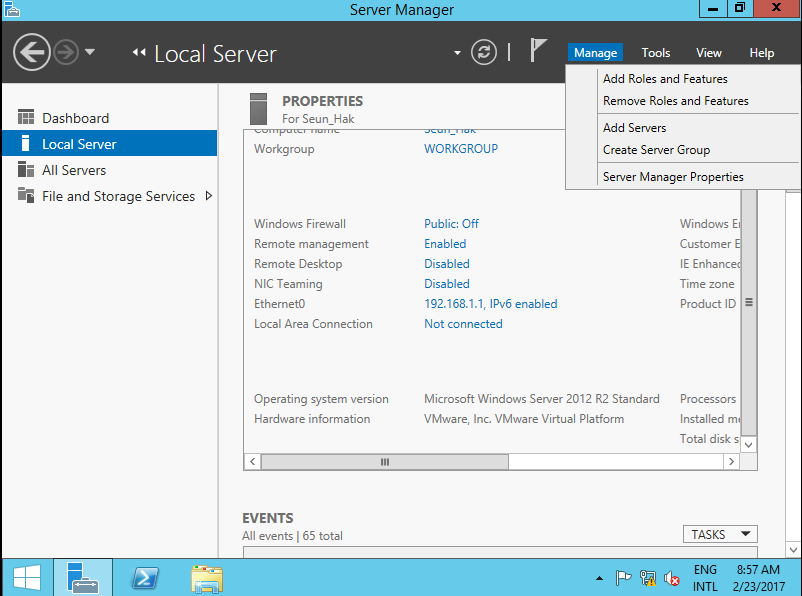 Server Manager
Local Server
Manage Tools View Help
Add Roles and Features
Remove Roles and Features
Add Servers
Create Server Group
Server Manager Properties
Dashboard
Local Server
All Servers
File and Storage Services
PROPERTIES
For Seun_Hak
Computer name Seun_Hak
Workgroup WORKGROUP
Windows Firewall Public: Off Windows
Remote management Enabled Customer E
Remote Desktop Disabled IE Enhanced
NIC Teaming Disabled Time zone
Ethernet0 192.168.1.1, IPv6 enabled Product ID
Local Area Connection Not connected
Operating system version Microsoft Windows Server 2012 R2 Standard Processors
Hardware information VMware, Inc. VMware Virtual Platform Installed
Total disk s
EVENTS
All events | 65 total
TASKS
ENG 8:57 AM
INTL 2/23/2017